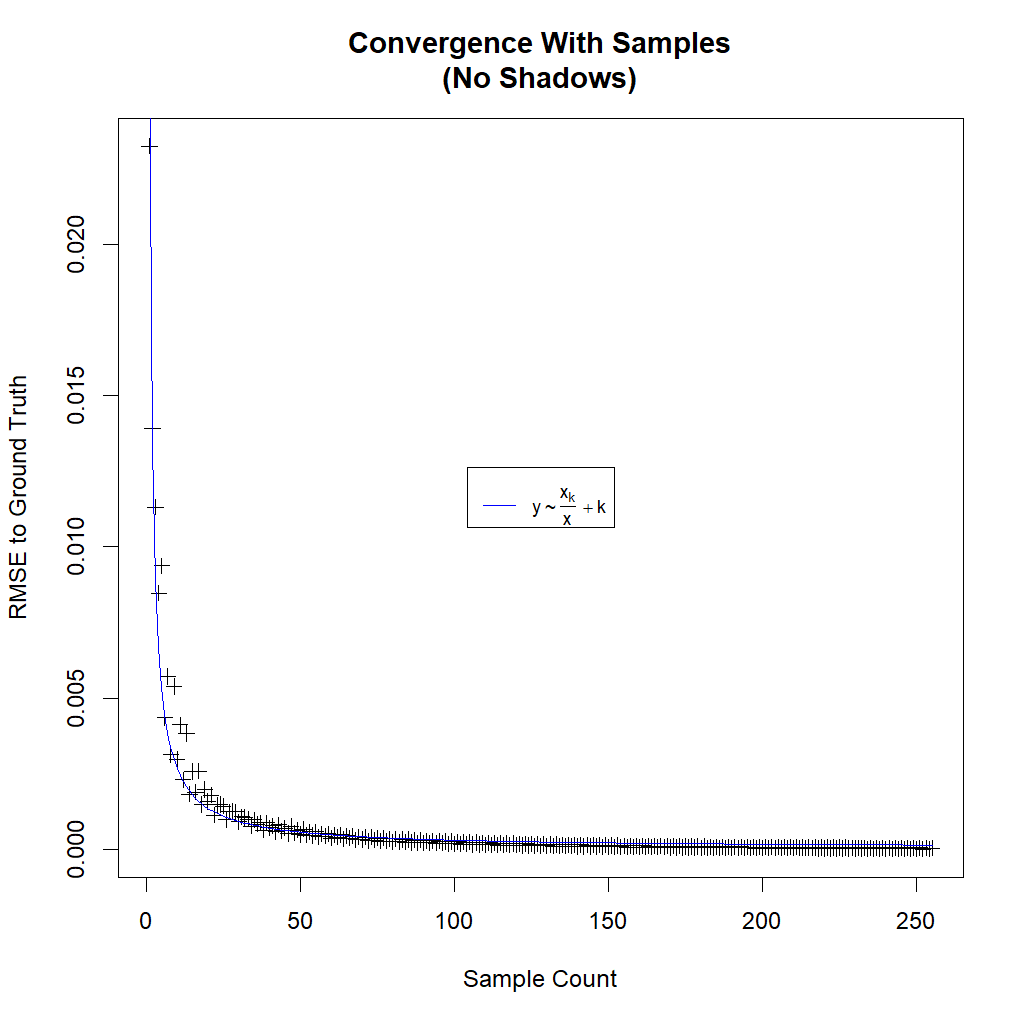 Convergence With Samples
(No Shadows)
RMSE to Ground Truth
0.020
0.015
0.010
0.005
0.000
y ~ x_k/x + k
0 50 100 150 200 250
Sample Count